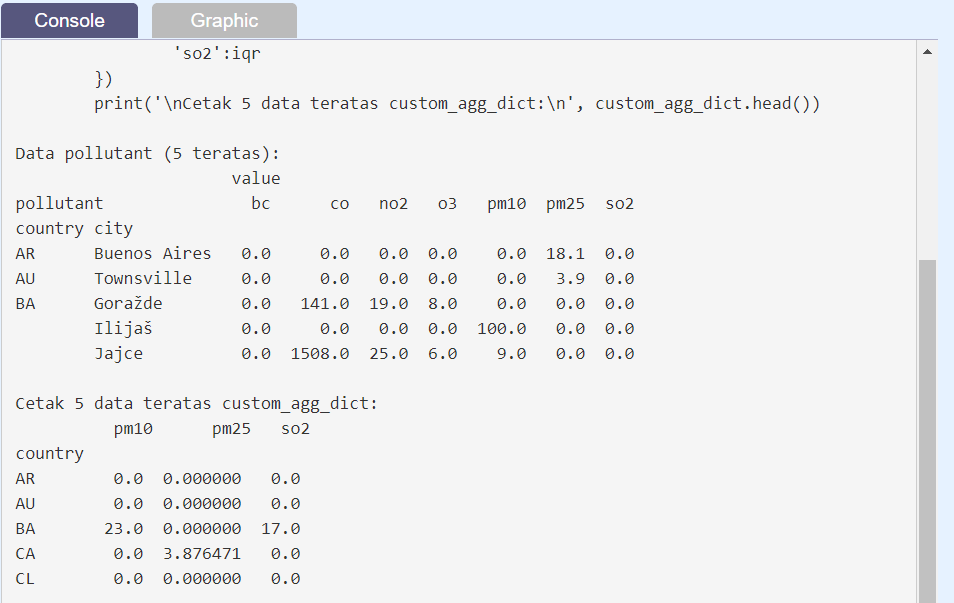 Console Graphic
'so2':iqr
})
print('\nCetak 5 data teratas custom_agg_dict:\n', custom_agg_dict.head())
Data pollutant (5 teratas):
value
pollutant bc co no2 o3 pm10 pm25 so2
country city
AR Buenos Aires 0.0 0.0 0.0 0.0 0.0 18.1 0.0
AU Townsville 0.0 0.0 0.0 0.0 0.0 3.9 0.0
BA Goražde 0.0 141.0 19.0 8.0 0.0 0.0 0.0
Ilijaš 0.0 0.0 0.0 0.0 100.0 0.0 0.0
Jajce 0.0 1508.0 25.0 6.0 9.0 0.0 0.0
Cetak 5 data teratas custom_agg_dict:
pm10 pm25 so2
country
AR 0.0 0.000000 0.0
AU 0.0 0.000000 0.0
BA 23.0 0.000000 17.0
CA 0.0 3.876471 0.0
CL 0.0 0.000000 0.0